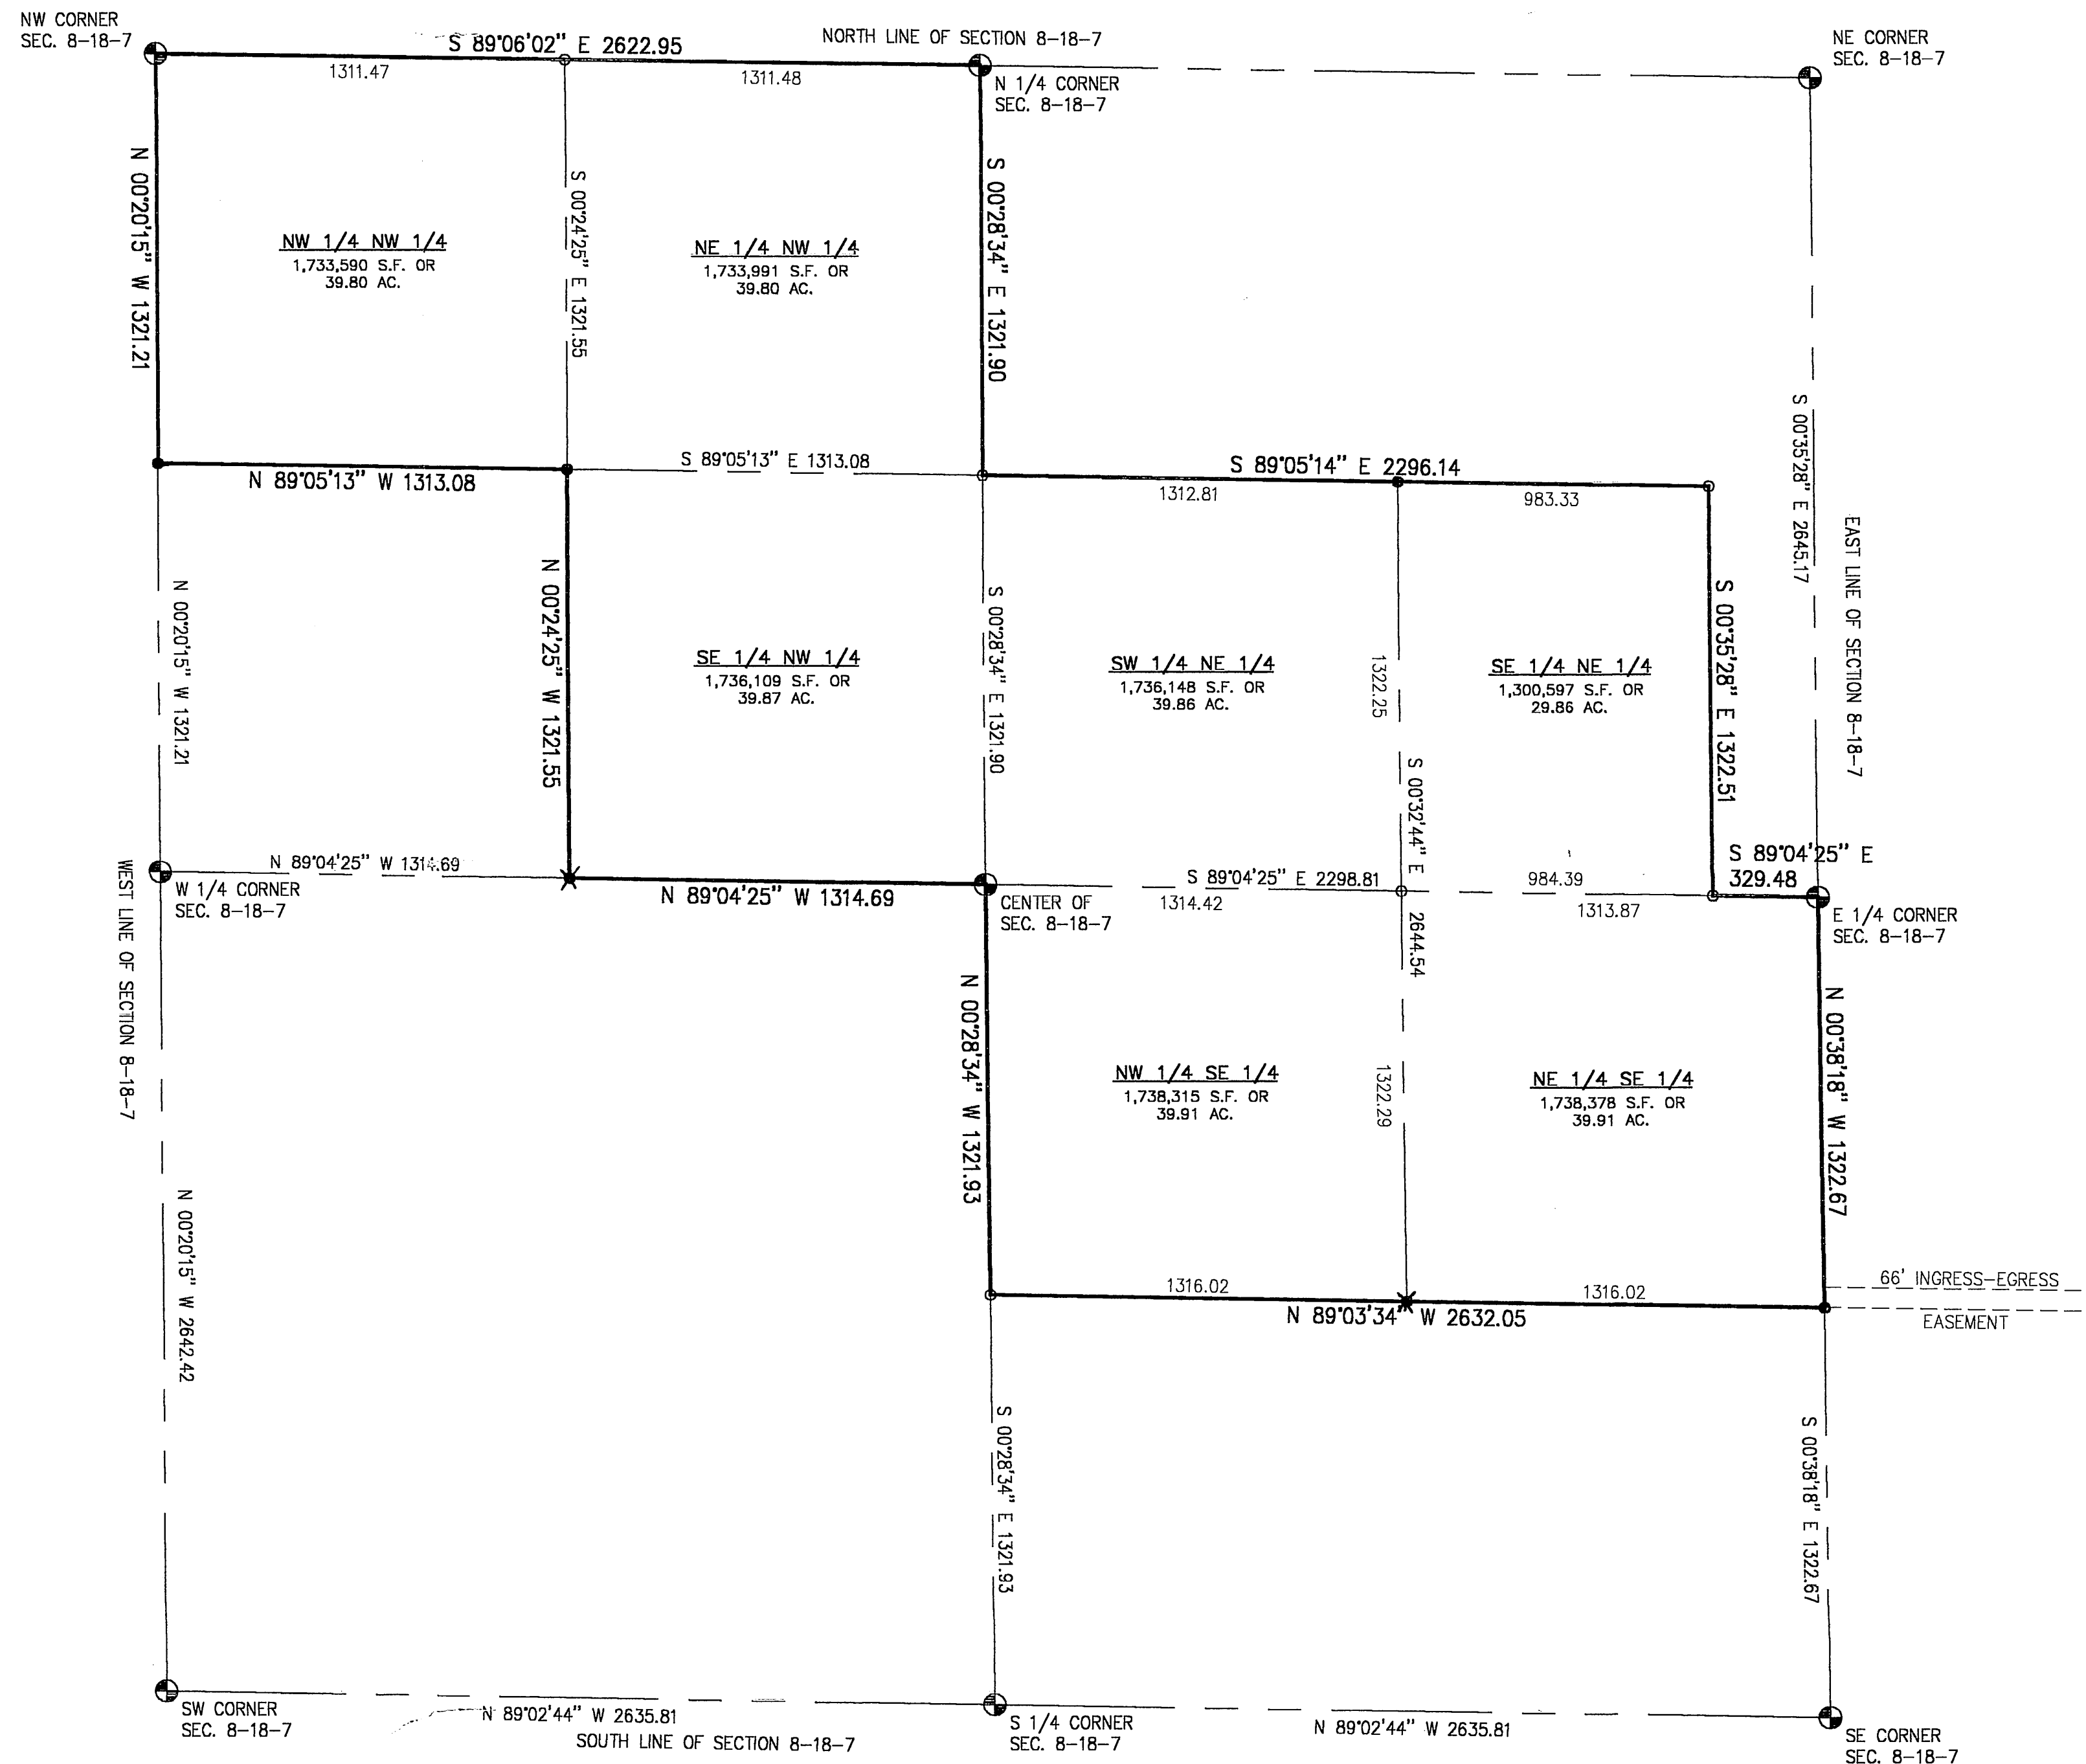 NW CORNER
SEC. 8-18-7
S 89°06'02" E 2622.95
NORTH LINE OF SECTION 8-18-7
NE CORNER
SEC. 8-18-7
1311.47
1311.48
N 1/4 CORNER
SEC. 8-18-7
N 00°20'15" W 1321.21
S 00°24'25" E 1321.55
S 00°28'34" E 1321.90
NW 1/4 NW 1/4
1,733,590 S.F. OR
39.80 AC.
NE 1/4 NW 1/4
1,733,991 S.F. OR
39.80 AC.
S 00°35'28" E 2645.17
EAST LINE OF SECTION 8-18-7
N 89°05'13" W 1313.08
S 89°05'13" E 1313.08
S 89°05'14" E 2296.14
1312.81
983.33
N 00°20'15" W 1321.21
N 00°24'25" W 1321.55
S 00°28'34" E 1321.90
1322.25
S 00°35'28" E 1322.51
SE 1/4 NW 1/4
1,736,109 S.F. OR
39.87 AC.
SW 1/4 NE 1/4
1,736,148 S.F. OR
39.86 AC.
SE 1/4 NE 1/4
1,300,597 S.F. OR
29.86 AC.
S 00°32'44" E 2644.54
WEST LINE OF SECTION 8-18-7
N 89°04'25" W 1314.69
W 1/4 CORNER
SEC. 8-18-7
N 89°04'25" W 1314.69
CENTER OF
SEC. 8-18-7
S 89°04'25" E 2298.81
1314.42
984.39
1313.87
S 89°04'25" E
329.48
E 1/4 CORNER
SEC. 8-18-7
N 00°28'34" W 1321.93
1322.29
N 00°38'18" W 1322.67
NW 1/4 SE 1/4
1,738,315 S.F. OR
39.91 AC.
NE 1/4 SE 1/4
1,738,378 S.F. OR
39.91 AC.
N 00°20'15" W 2642.42
1316.02
1316.02
N 89°03'34" W 2632.05
66' INGRESS-EGRESS
EASEMENT
S 00°28'34" E 1321.93
S 00°38'18" E 1322.67
SW CORNER
SEC. 8-18-7
N 89°02'44" W 2635.81
SOUTH LINE OF SECTION 8-18-7
S 1/4 CORNER
SEC. 8-18-7
N 89°02'44" W 2635.81
SE CORNER
SEC. 8-18-7